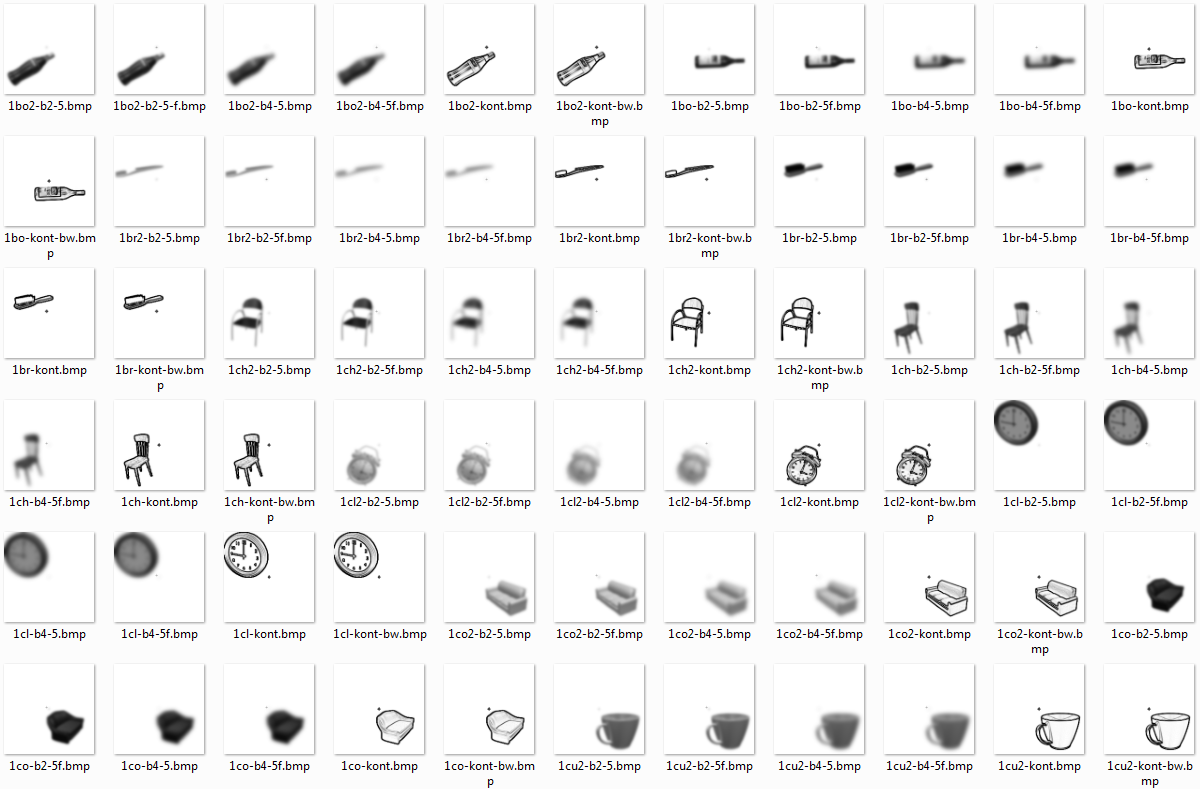 1bo2-b2-5.bmp 1bo2-b2-5-f.bmp 1bo2-b4-5.bmp 1bo2-b4-5f.bmp 1bo2-kont.bmp 1bo2-kont-bw.b 1bo-b2-5.bmp 1bo-b2-5f.bmp 1bo-b4-5.bmp 1bo-b4-5f.bmp 1bo-kont.bmp
mp
1bo-kont-bw.bm 1br2-b2-5.bmp 1br2-b2-5f.bmp 1br2-b4-5.bmp 1br2-b4-5f.bmp 1br2-kont.bmp 1br2-kont-bw.b 1br-b2-5.bmp 1br-b2-5f.bmp 1br-b4-5.bmp 1br-b4-5f.bmp
p mp
1br-kont.bmp 1br-kont-bw.bm 1ch2-b2-5.bmp 1ch2-b2-5f.bmp 1ch2-b4-5.bmp 1ch2-b4-5f.bmp 1ch2-kont.bmp 1ch2-kont-bw.b 1ch-b2-5.bmp 1ch-b2-5f.bmp 1ch-b4-5.bmp
p mp
1ch-b4-5f.bmp 1ch-kont.bmp 1ch-kont-bw.bm 1cl2-b2-5.bmp 1cl2-b2-5f.bmp 1cl2-b4-5.bmp 1cl2-b4-5f.bmp 1cl2-kont.bmp 1cl2-kont-bw.bm 1cl-b2-5.bmp 1cl-b2-5f.bmp
p p
1cl-b4-5.bmp 1cl-b4-5f.bmp 1cl-kont.bmp 1cl-kont-bw.bmp 1co2-b2-5.bmp 1co2-b2-5f.bmp 1co2-b4-5.bmp 1co2-b4-5f.bmp 1co2-kont.bmp 1co2-kont-bw.b 1co-b2-5.bmp
mp
1co-b2-5f.bmp 1co-b4-5.bmp 1co-b4-5f.bmp 1co-kont.bmp 1co-kont-bw.bm 1cu2-b2-5.bmp 1cu2-b2-5f.bmp 1cu2-b4-5.bmp 1cu2-b4-5f.bmp 1cu2-kont.bmp 1cu2-kont-bw.b
p mp